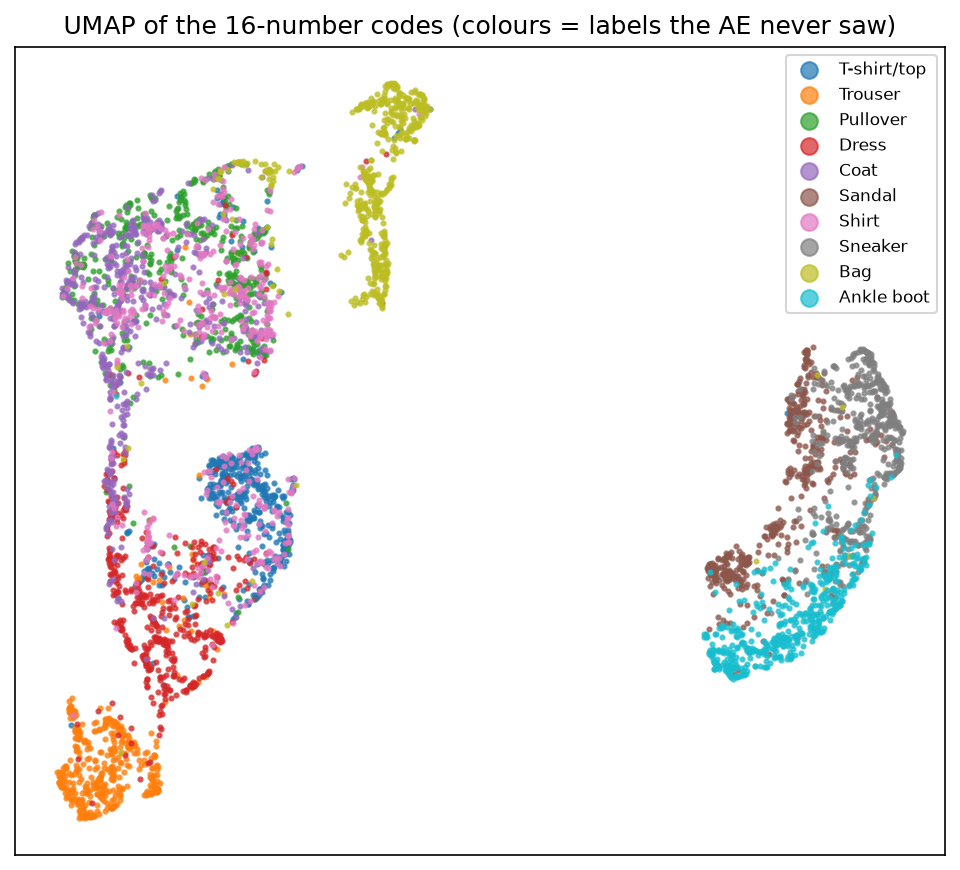 UMAP of the 16-number codes (colours = labels the AE never saw)
T-shirt/top
Trouser
Pullover
Dress
Coat
Sandal
Shirt
Sneaker
Bag
Ankle boot